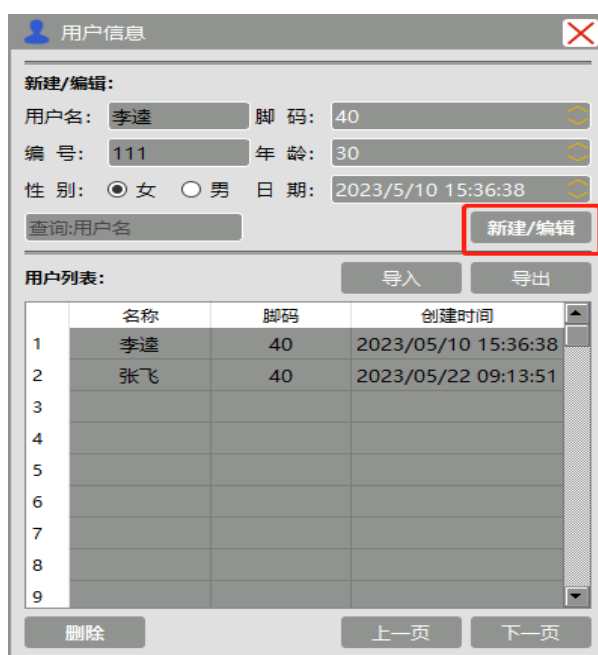 用户信息
新建/编辑:
用户名: 李逵 脚 码: 40
编 号: 111 年 龄: 30
性 别: 女 男 日 期: 2023/5/10 15:36:38
查询:用户名 新建/编辑
用户列表: 导入 导出
名称 脚码 创建时间
1 李逵 40 2023/05/10 15:36:38
2 张飞 40 2023/05/22 09:13:51
3
4
5
6
7
8
9
删除 上一页 下一页